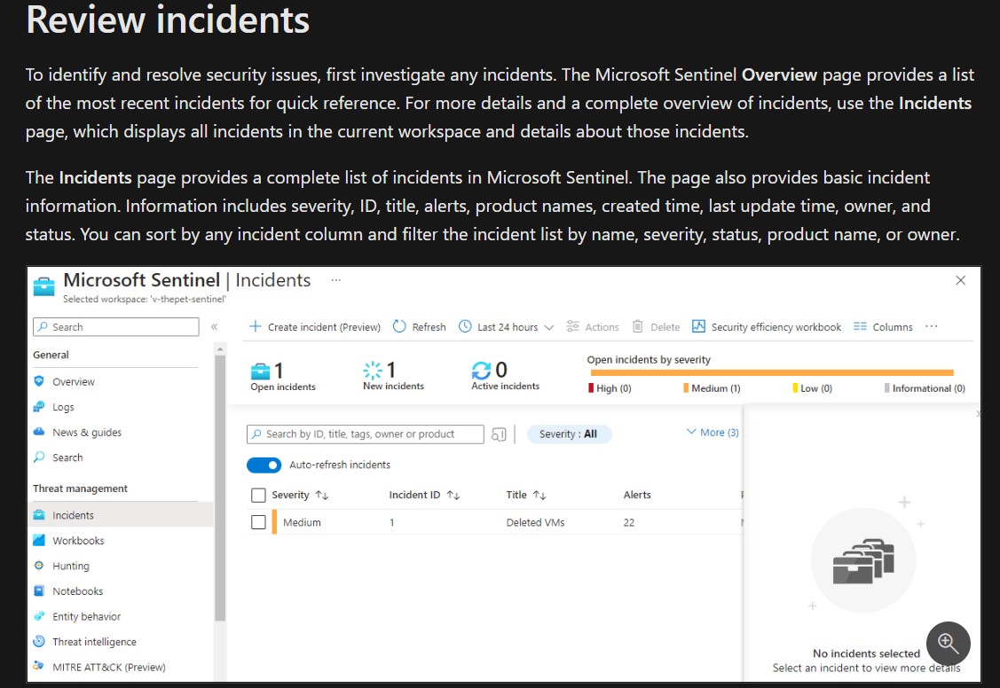 Review incidents
To identify and resolve security issues, first investigate any incidents. The Microsoft Sentinel Overview page provides a list
of the most recent incidents for quick reference. For more details and a complete overview of incidents, use the Incidents
page, which displays all incidents in the current workspace and details about those incidents.
The Incidents page provides a complete list of incidents in Microsoft Sentinel. The page also provides basic incident
information. Information includes severity, ID, title, alerts, product names, created time, last update time, owner, and
status. You can sort by any incident column and filter the incident list by name, severity, status, product name, or owner.
Microsoft Sentinel | Incidents ...
Selected workspace: 'v-thepet-sentinel'
Search
General
Overview
Logs
News & guides
Search
Threat management
Incidents
Workbooks
Hunting
Notebooks
Entity behavior
Threat intelligence
MITRE ATT&CK (Preview)
Create incident (Preview) Refresh Last 24 hours Actions Delete Security efficiency workbook Columns ...
1
Open incidents
1
New incidents
0
Active incidents
Open incidents by severity
High (0) Medium (1) Low (0) Informational (0)
Search by ID, title, tags, owner or product Severity : All More (3)
Auto-refresh incidents
Severity Incident ID Title Alerts
Medium 1 Deleted VMs 22
No incidents selected
Select an incident to view more details